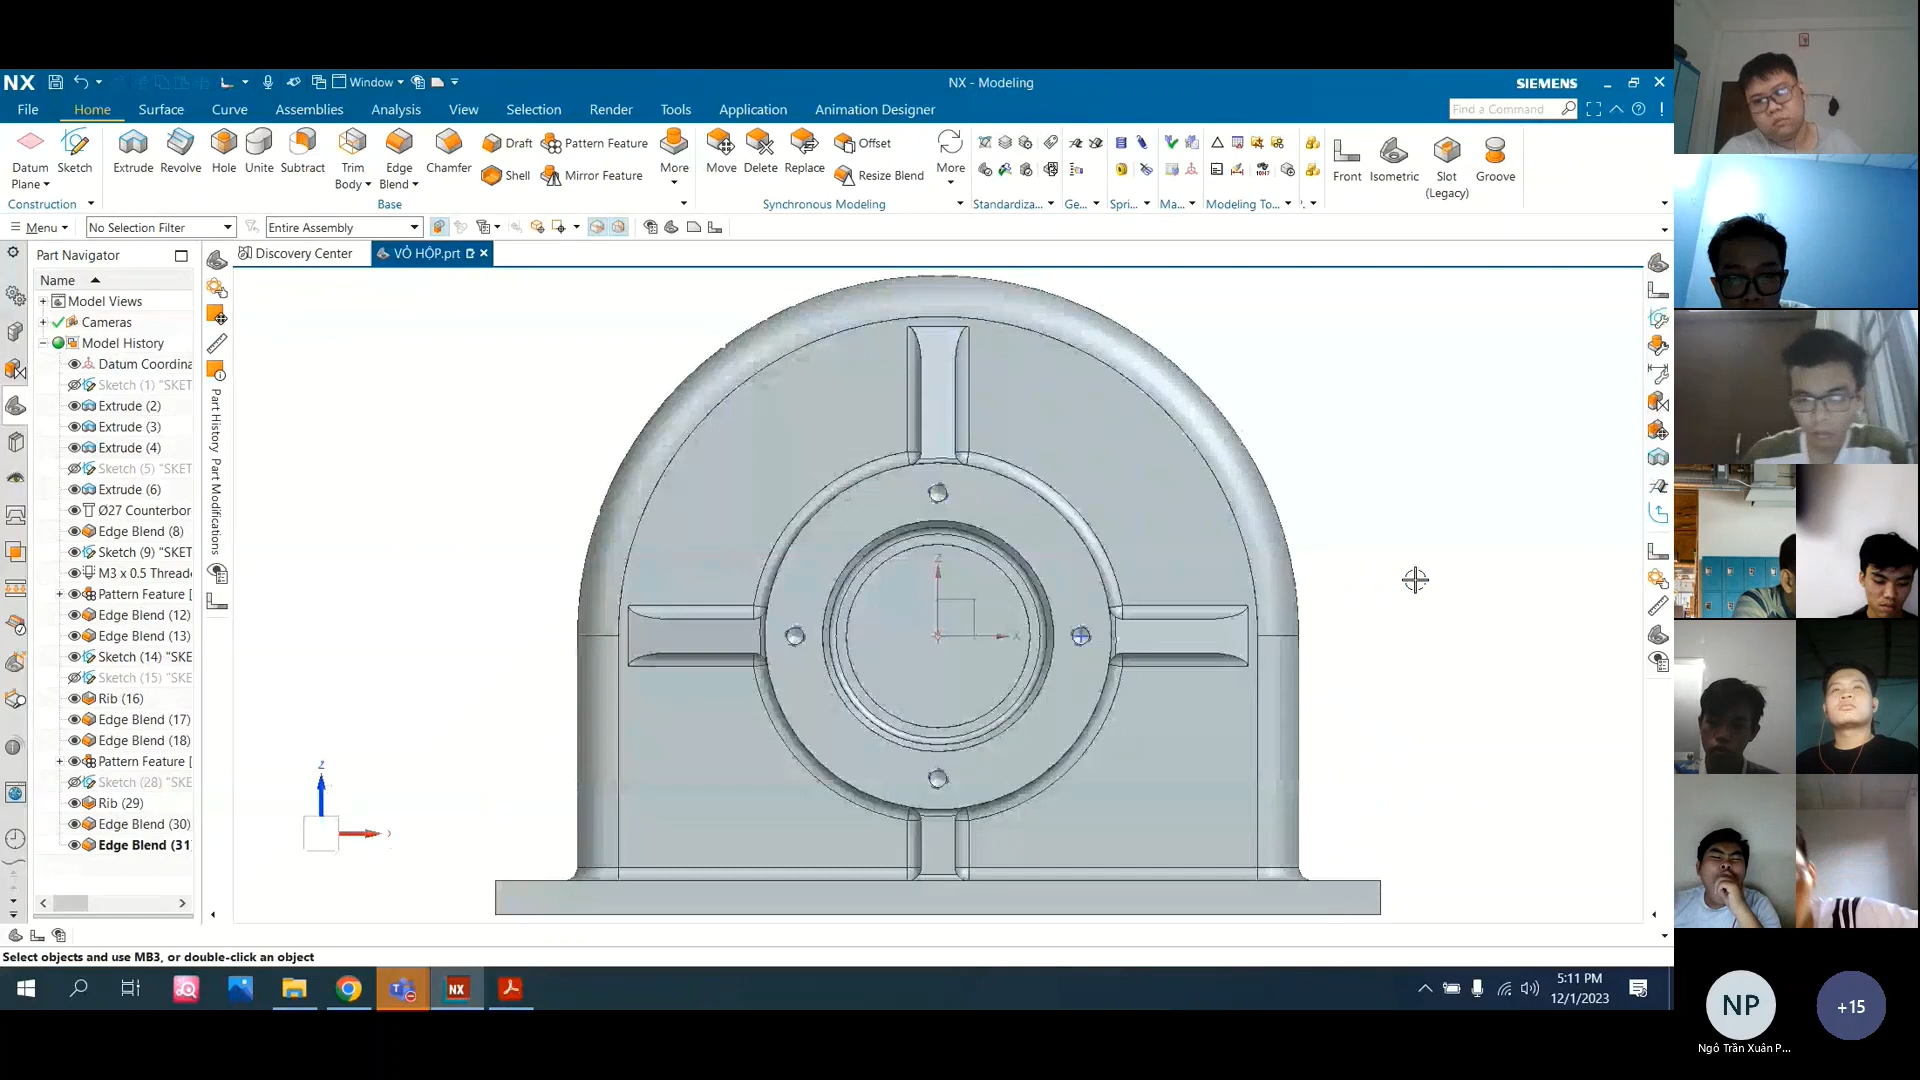 NX
Window
NX - Modeling
SIEMENS
File Home Surface Curve Assemblies Analysis View Selection Render Tools Application Animation Designer
Find a Command
Datum Plane
Sketch
Extrude
Revolve
Hole
Unite
Subtract
Trim Body
Edge Blend
Chamfer
Draft
Shell
Pattern Feature
Mirror Feature
More
Move
Delete
Replace
Offset
Resize Blend
More
Front
Isometric
Slot (Legacy)
Groove
Construction
Base
Synchronous Modeling
Standardiza...
Ge...
Spri...
Ma...
Modeling To...
Menu
No Selection Filter
Entire Assembly
Part Navigator
Discovery Center
VỎ HỘP.prt
Name
Model Views
Cameras
Model History
Datum Coordina
Sketch (1) "SKET
Extrude (2)
Extrude (3)
Extrude (4)
Sketch (5) "SKET
Extrude (6)
Ø27 Counterbor
Edge Blend (8)
Sketch (9) "SKET
M3 x 0.5 Threade
Pattern Feature [
Edge Blend (12)
Edge Blend (13)
Sketch (14) "SKE
Sketch (15) "SKE
Rib (16)
Edge Blend (17)
Edge Blend (18)
Pattern Feature [
Sketch (28) "SKE
Rib (29)
Edge Blend (30)
Edge Blend (31)
Part History
Part Modifications
Z
X
Z
Select objects and use MB3, or double-click an object
5:11 PM
12/1/2023
NP
Ngô Trần Xuân P...
+15